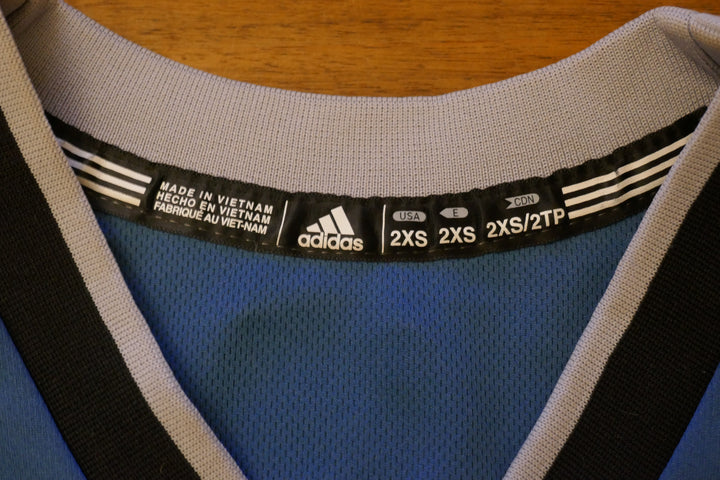 MADE IN VIETNAM
HECHO EN VIETNAM
FABRIQUÉ AU VIET-NAM
adidas
USA
2XS
E
2XS
CDN
2XS/2TP